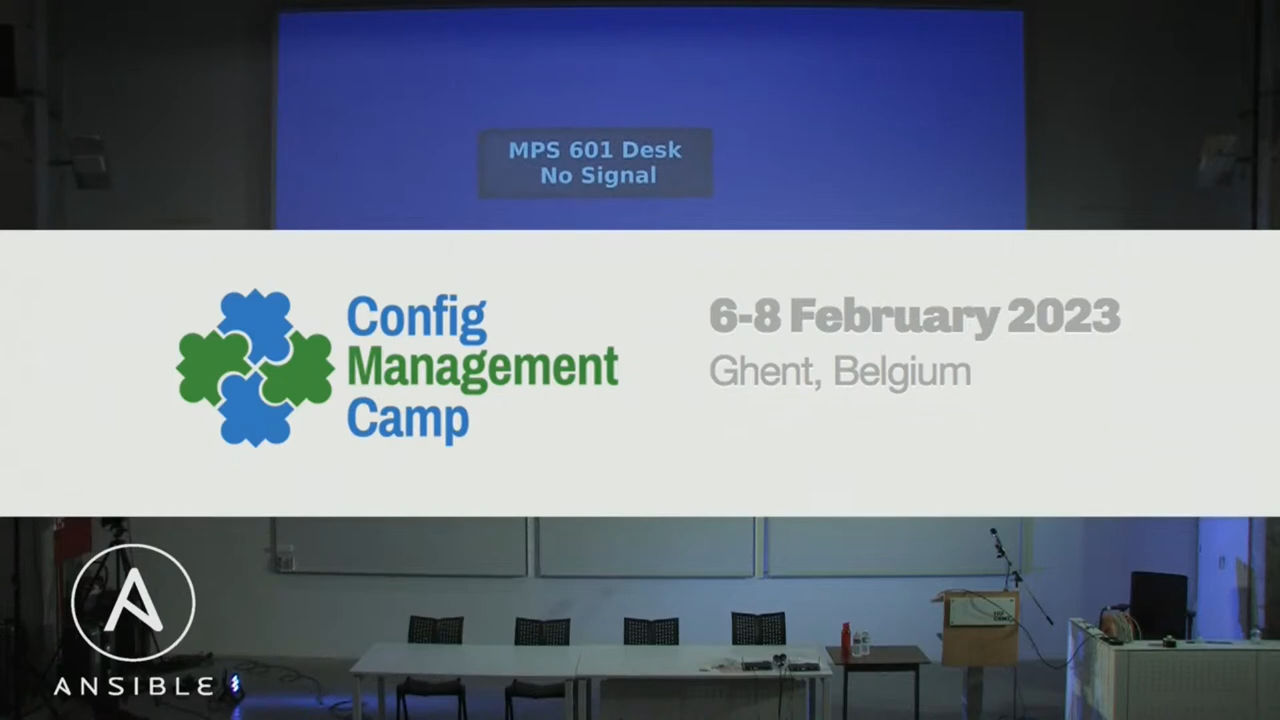 MPS 601 Desk
No Signal
Config
Management
Camp
6-8 February 2023
Ghent, Belgium
ANSIBLE